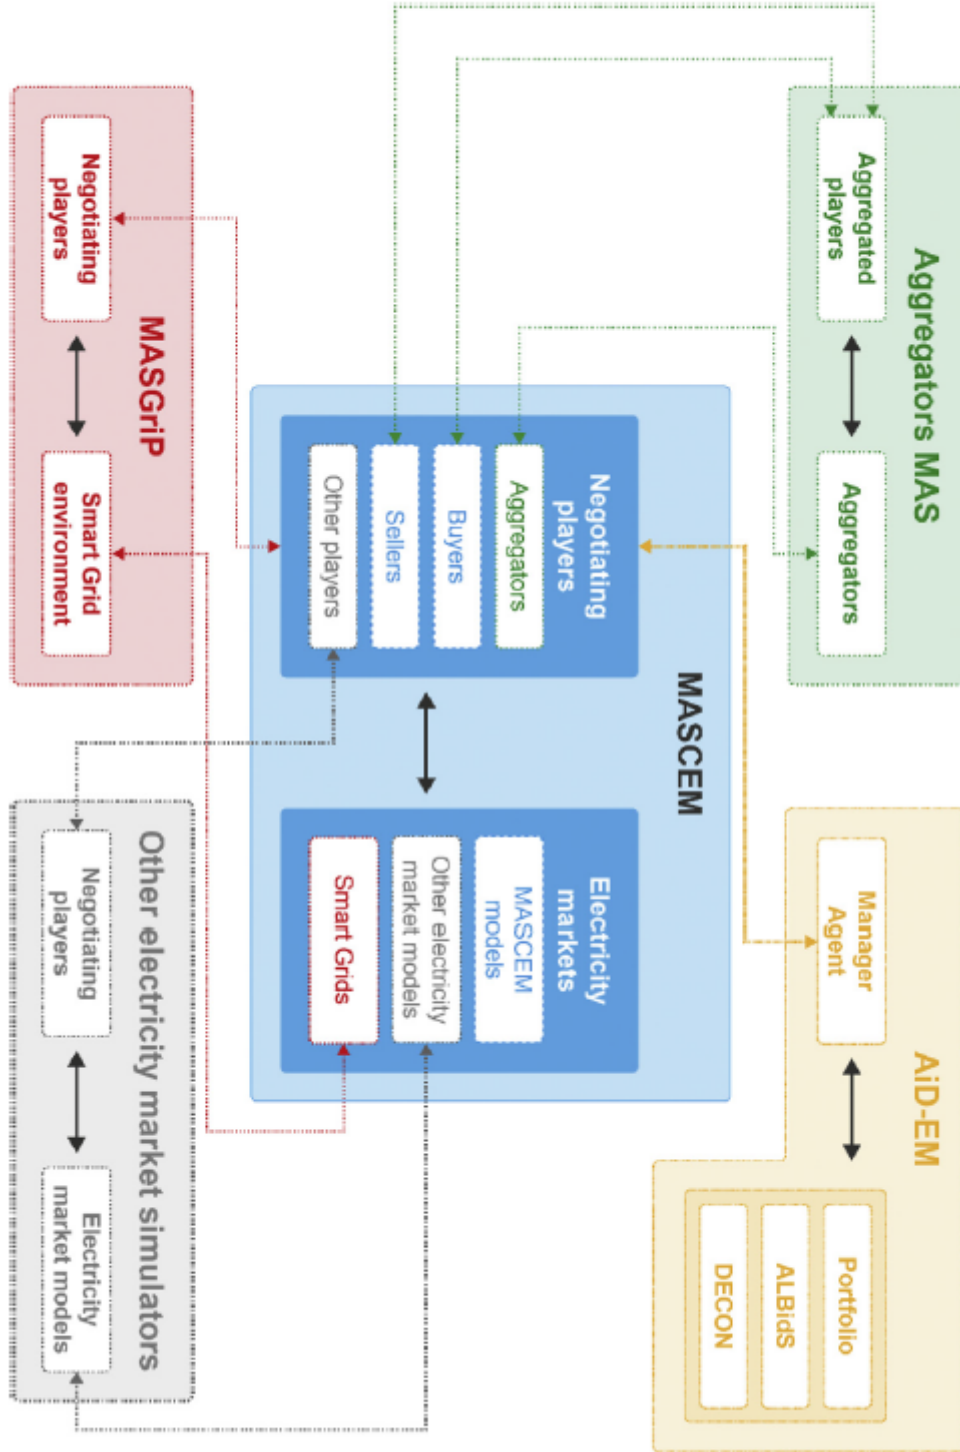 Aggregators MAS
Aggregated
players
Aggregators
AiD-EM
Manager
Agent
Portfolio
ALBidS
DECON
MASCEM
Negotiating
players
Aggregators
Buyers
Sellers
Other players
Electricity
markets
MASCEM
models
Other electricity
market models
Smart Grids
MASGriP
Negotiating
players
Smart Grid
environment
Other electricity market simulators
Negotiating
players
Electricity
market models